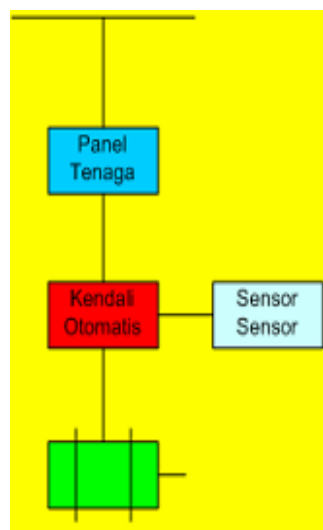 Panel
Tenaga
Kendali
Otomatis
Sensor
Sensor